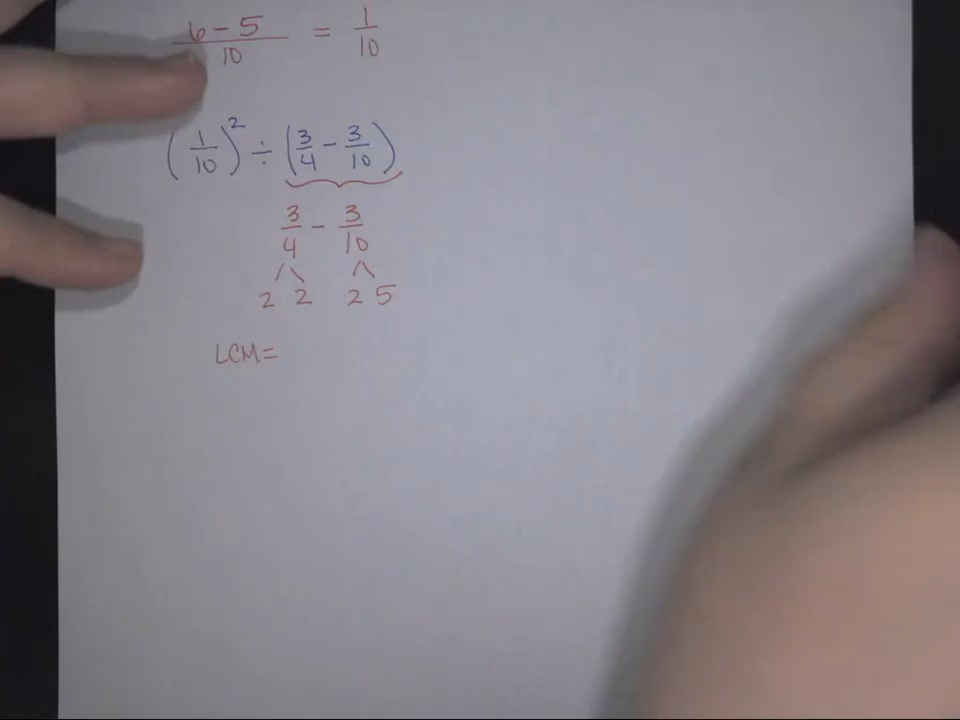 6 - 5 / 10 = 1/10
(1/10)² ÷ (3/4 - 3/10)
3/4 - 3/10
2 2 2 5
LCM=